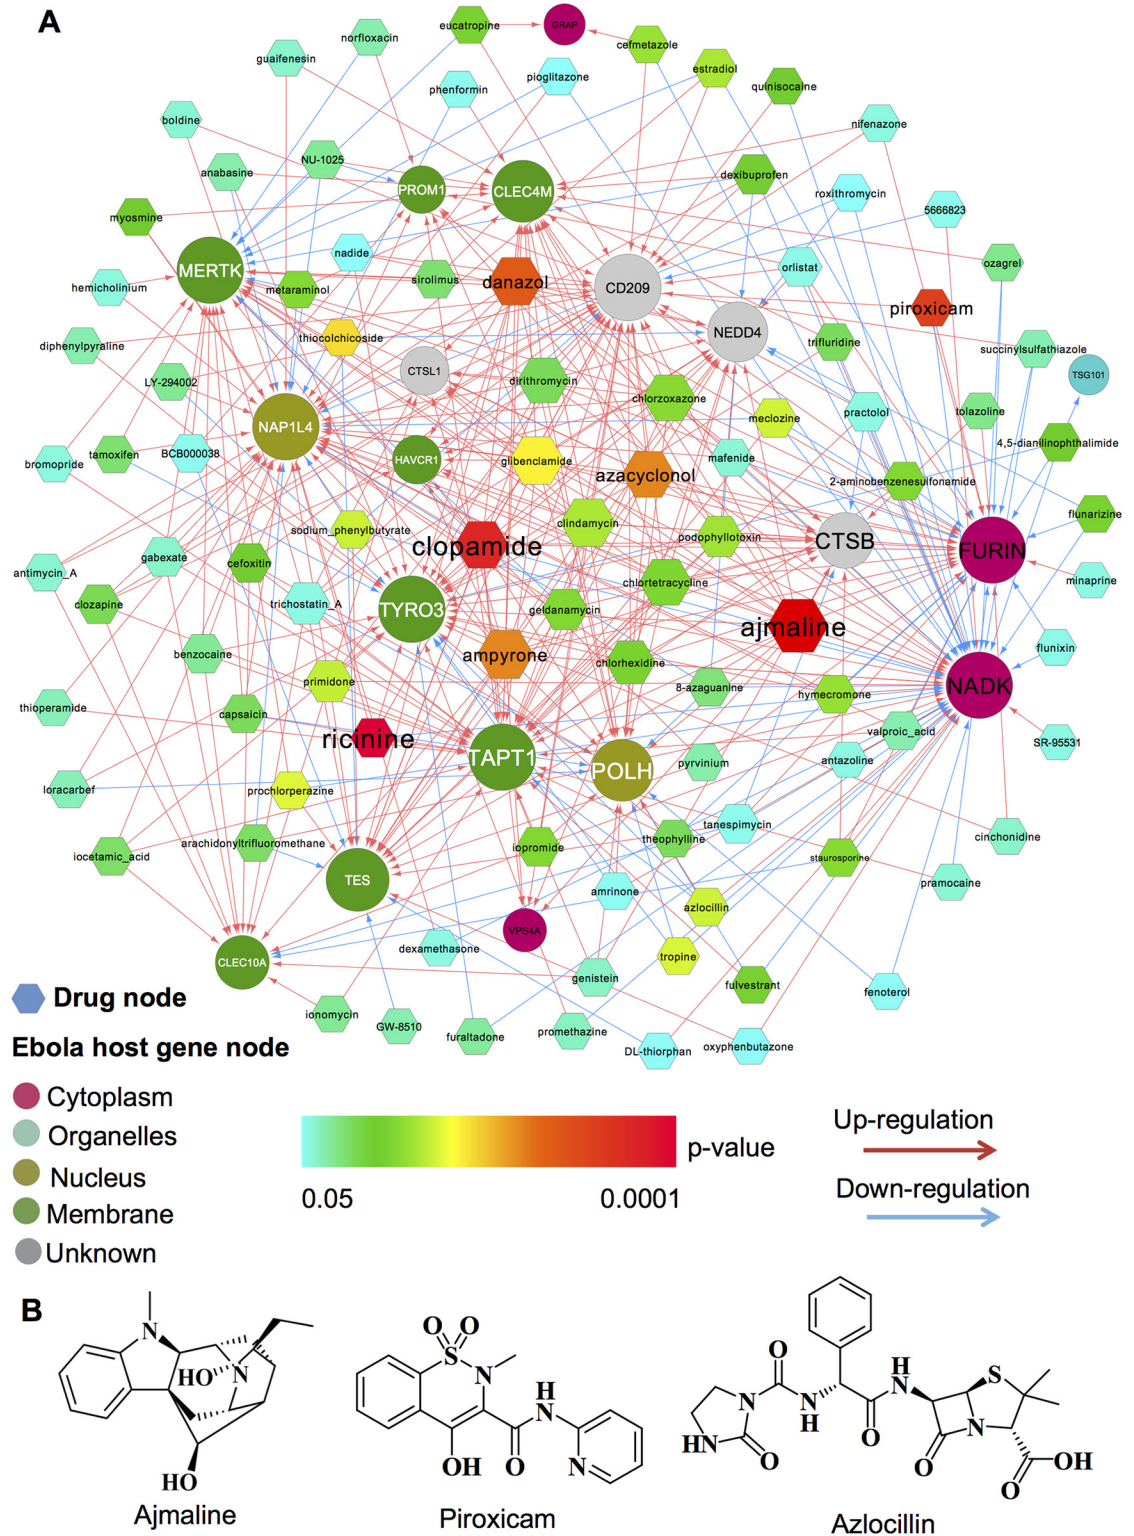 A
eucatropine
GRAP
norfloxacin
cefmetazole
guaifenesin
estradiol
pioglitazone
phenformin
quinisocaine
boldine
nifenazone
NU-1025
anabasine
dexibuprofen
PROM1
CLEC4M
roxithromycin
5666823
myosmine
nadide
ozagrel
MERTK
orlistat
sirolimus
danazol
hemicholinium
metaraminol
CD209
piroxicam
NEDD4
thiocolchicoside
trifluridine
diphenylpyraline
succinylsulfathiazole
CTSL1
TSG101
LY-294002
dirithromycin
chlorzoxazone
practolol
tolazoline
meclozine
NAP1L4
4,5-dianilinophthalimide
tamoxifen
BCB000038
bromopride
HAVCR1
glibenclamide
mafenide
azacyclonol
2-aminobenzenesulfonamide
flunarizine
sodium_phenylbutyrate
clindamycin
podophyllotoxin
CTSB
clopamide
FURIN
gabexate
cefoxitin
antimycin_A
chlortetracycline
minaprine
clozapine
trichostatin_A
TYRO3
geldanamycin
ajmaline
flunixin
benzocaine
ampyrone
chlorhexidine
primidone
8-azaguanine
hymecromone
NADK
thioperamide
capsaicin
valproic_acid
ricinine
SR-95531
TAPT1
antazoline
pyrvinium
POLH
loracarbef
prochlorperazine
tanespimycin
theophylline
cinchonidine
arachidonyltrifluoromethane
iopromide
iocetamic_acid
staurosporine
TES
pramocaine
amrinone
azlocillin
VPS4A
dexamethasone
tropine
CLEC10A
genistein
fulvestrant
fenoterol
Drug node
ionomycin
GW-8510
furaltadone
promethazine
DL-thiorphan
oxyphenbutazone
Ebola host gene node
Cytoplasm
Organelles
Nucleus
Membrane
Unknown
p-value
0.05
0.0001
Up-regulation
Down-regulation
B
N
HO
N
HO
Ajmaline
O O
S
N
H
N
OH
O
N
Piroxicam
O
H
N
S
N
N
H
O
N
HN
O
O
OH
O
Azlocillin